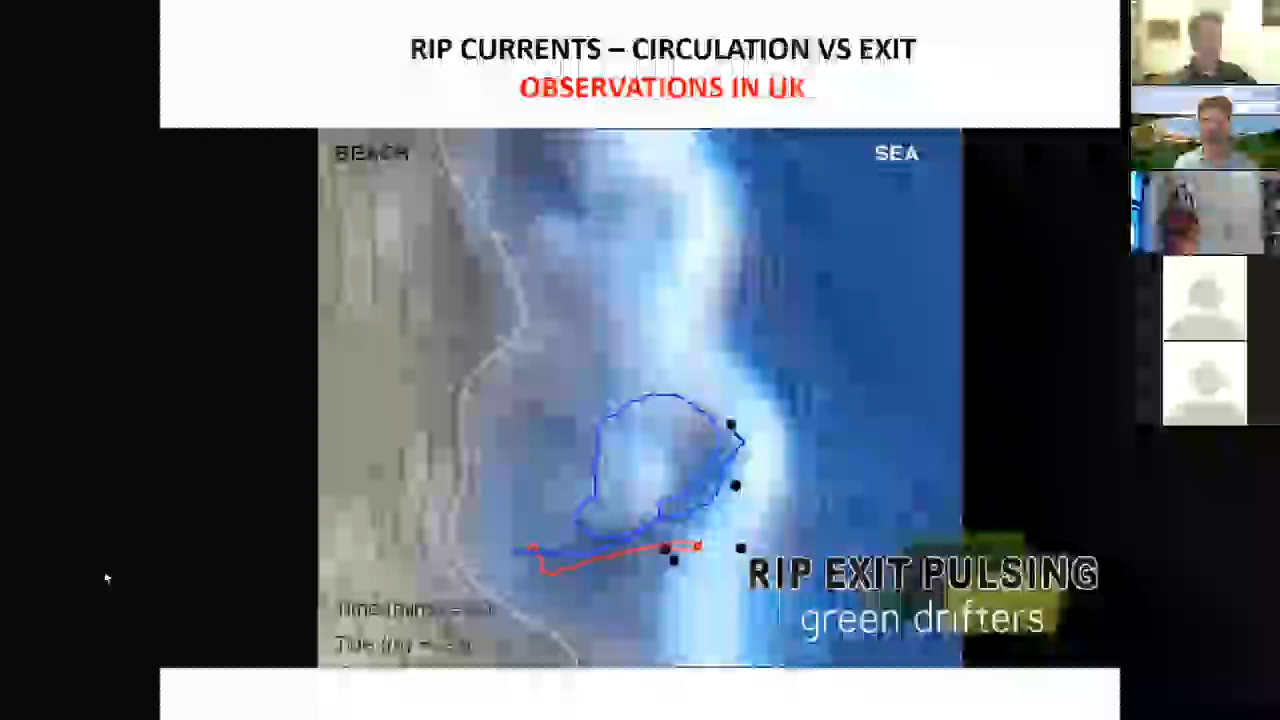 RIP CURRENTS – CIRCULATION VS EXIT
OBSERVATIONS IN UK
BEACH
SEA
RIP EXIT PULSING
green drifters